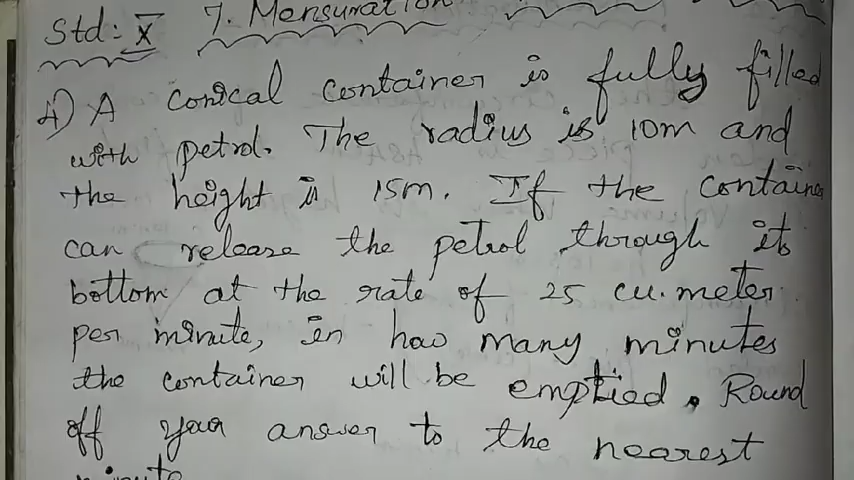 Std: X 7. Mensuration
4) A conical container is fully filled
with petrol. The radius is 10m and
the height is 15m. If the container
can release the petrol through its
bottom at the rate of 25 cu. meter
per minute, in how many minutes
the container will be emptied. Round
off your answer to the nearest
minute